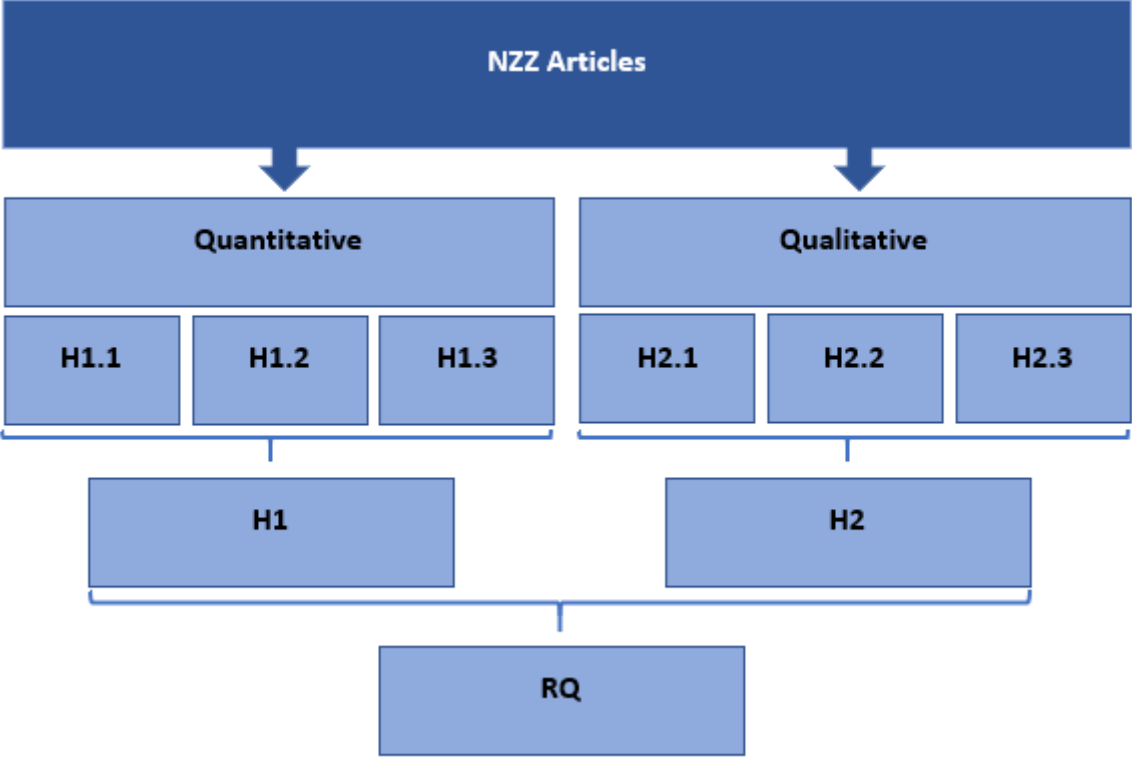 NZZ Articles
Quantitative
Qualitative
H1.1
H1.2
H1.3
H2.1
H2.2
H2.3
H1
H2
RQ